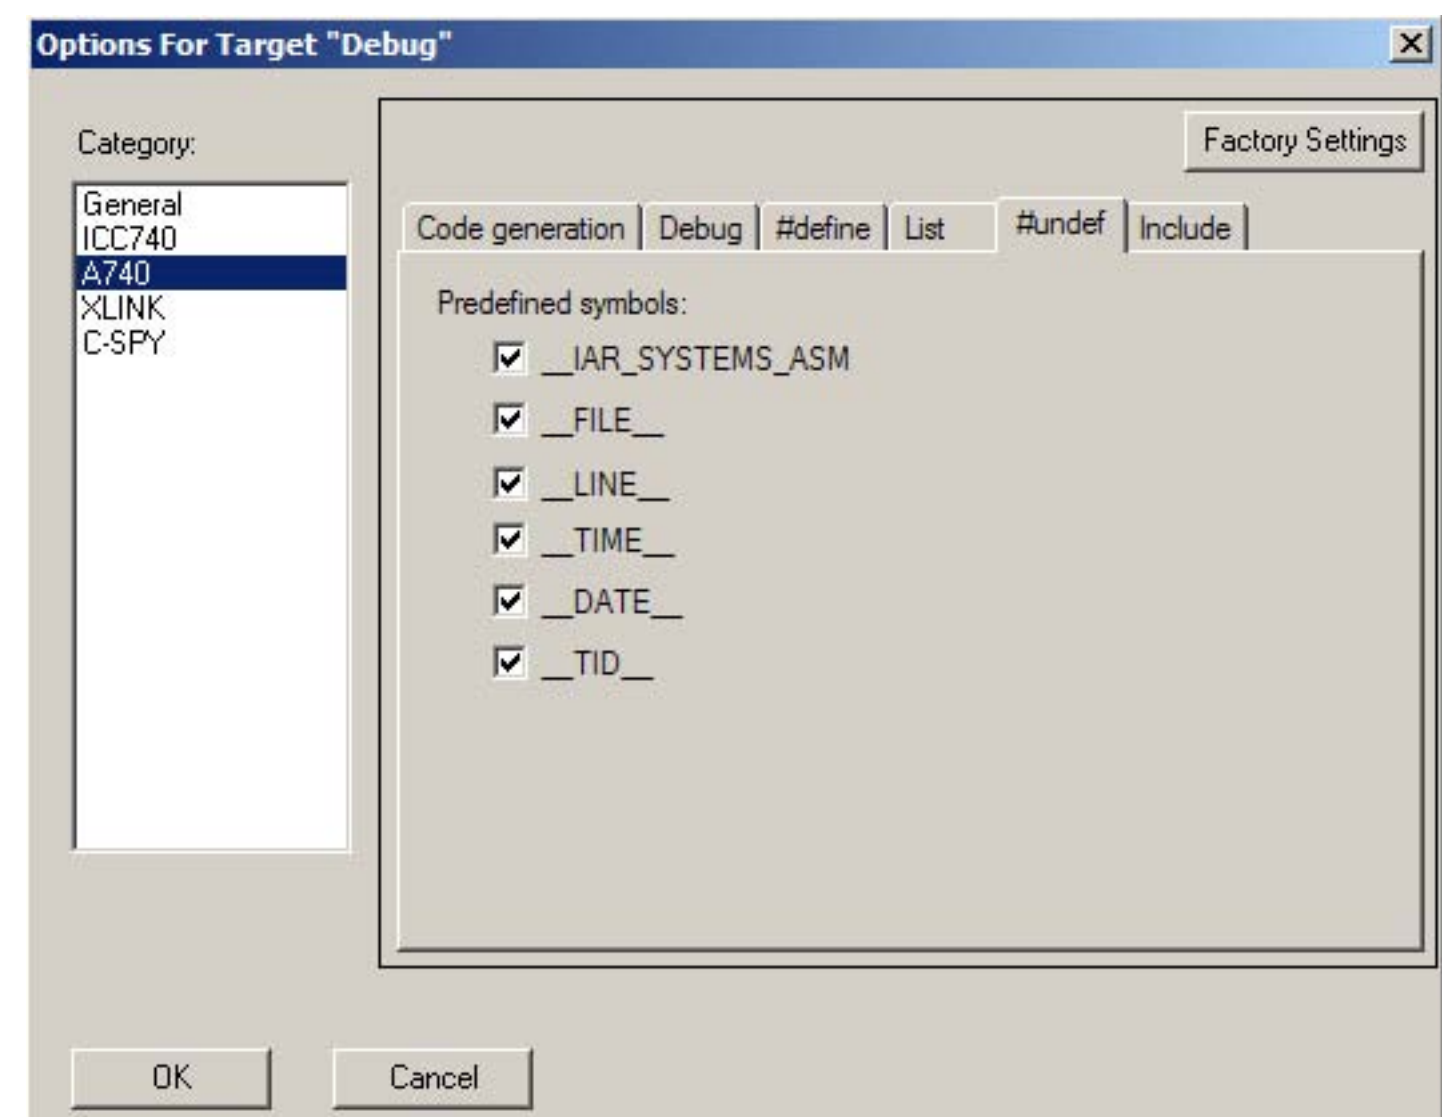 Options For Target "Debug"
Category:
Factory Settings
General
ICC740
A740
XLINK
C-SPY
Code generation Debug #define List #undef Include
Predefined symbols:
__IAR_SYSTEMS_ASM
__FILE__
__LINE__
__TIME__
__DATE__
__TID__
OK Cancel